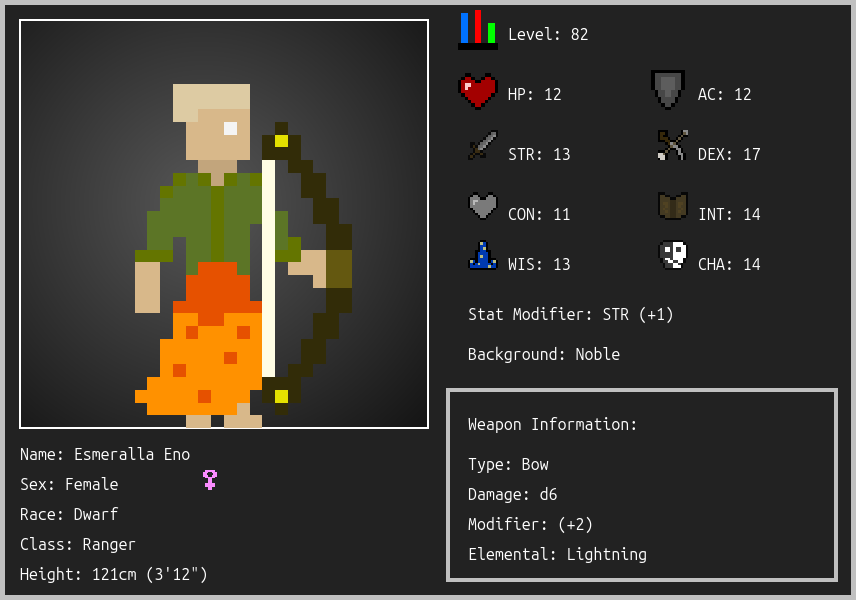 Level: 82
HP: 12
AC: 12
STR: 13
DEX: 17
CON: 11
INT: 14
WIS: 13
CHA: 14
Stat Modifier: STR (+1)
Background: Noble
Weapon Information:
Type: Bow
Damage: d6
Modifier: (+2)
Elemental: Lightning
Name: Esmeralla Eno
Sex: Female
Race: Dwarf
Class: Ranger
Height: 121cm (3'12")